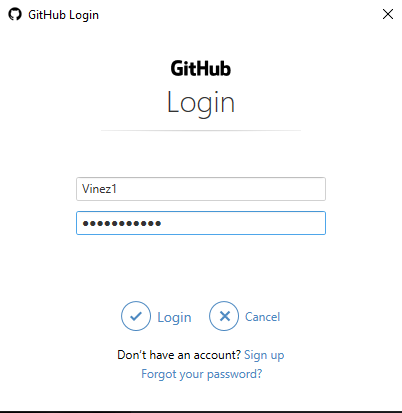 GitHub Login
GitHub
Login
Vinez1
●●●●●●●●●●●
Login Cancel
Don't have an account? Sign up
Forgot your password?